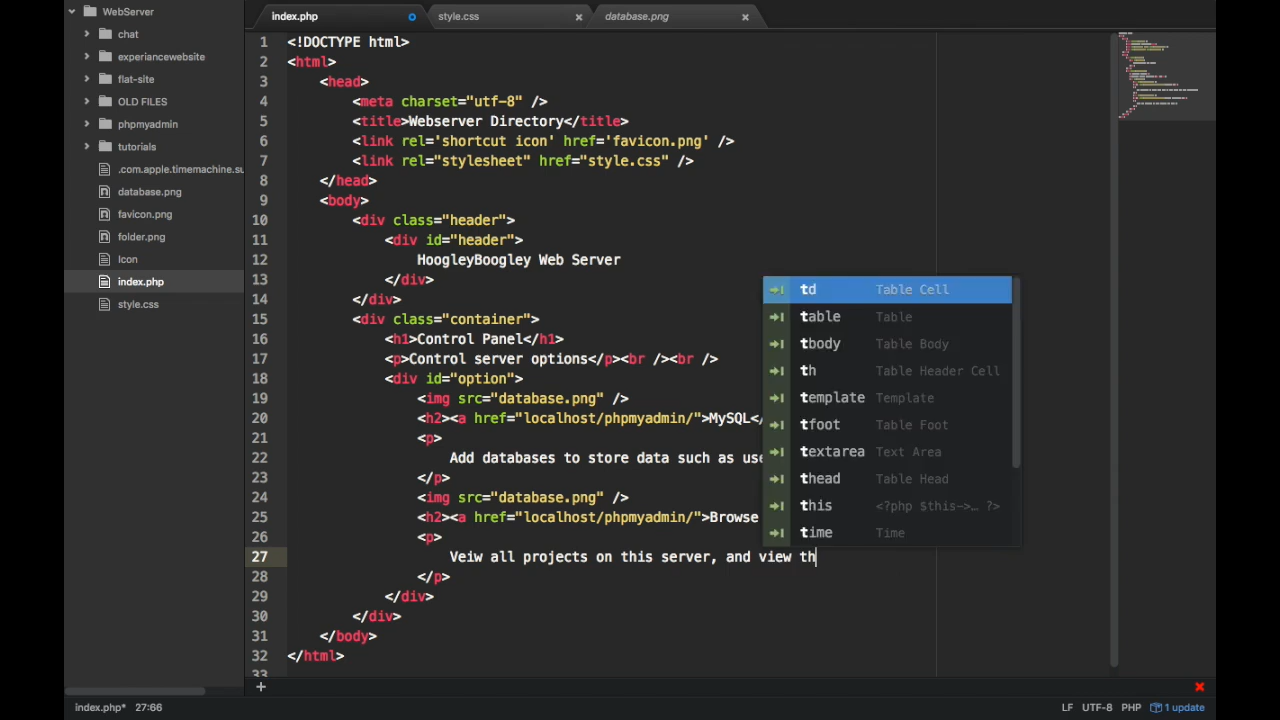 WebServer
chat
experiancewebsite
flat-site
OLD FILES
phpmyadmin
tutorials
.com.apple.timemachine.su
database.png
favicon.png
folder.png
Icon
index.php
style.css
index.php
style.css
database.png
1 <!DOCTYPE html>
2 <html>
3 <head>
4 <meta charset="utf-8" />
5 <title>Webserver Directory</title>
6 <link rel='shortcut icon' href='favicon.png' />
7 <link rel="stylesheet" href="style.css" />
8 </head>
9 <body>
10 <div class="header">
11 <div id="header">
12 HoogleyBoogley Web Server
13 </div>
14 </div>
15 <div class="container">
16 <h1>Control Panel</h1>
17 <p>Control server options</p><br /><br />
18 <div id="option">
19 <img src="database.png" />
20 <h2><a href="localhost/phpmyadmin/">MySQL</
21 <p>
22 Add databases to store data such as use
23 </p>
24 <img src="database.png" />
25 <h2><a href="localhost/phpmyadmin/">Browse
26 <p>
27 Veiw all projects on this server, and view th
28 </p>
29 </div>
30 </div>
31 </body>
32 </html>
33
td Table Cell
table Table
tbody Table Body
th Table Header Cell
template Template
tfoot Table Foot
textarea Text Area
thead Table Head
this <?php $this->… ?>
time Time
index.php* 27:66
LF UTF-8 PHP 1 update